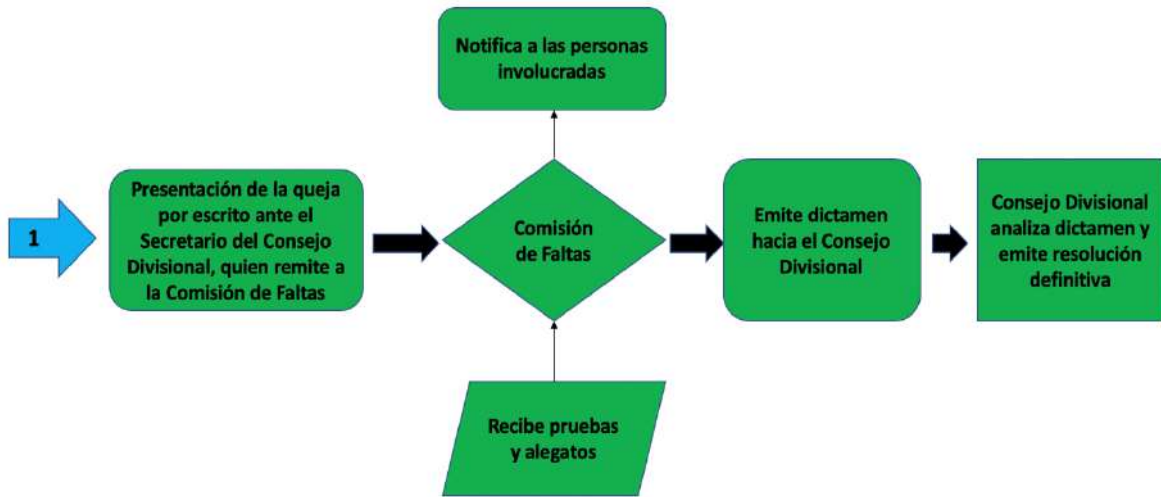 Notifica a las personas
involucradas
1
Presentación de la queja
por escrito ante el
Secretario del Consejo
Divisional, quien remite a
la Comisión de Faltas
Comisión
de Faltas
Emite dictamen
hacia el Consejo
Divisional
Consejo Divisional
analiza dictamen y
emite resolución
definitiva
Recibe pruebas
y alegatos